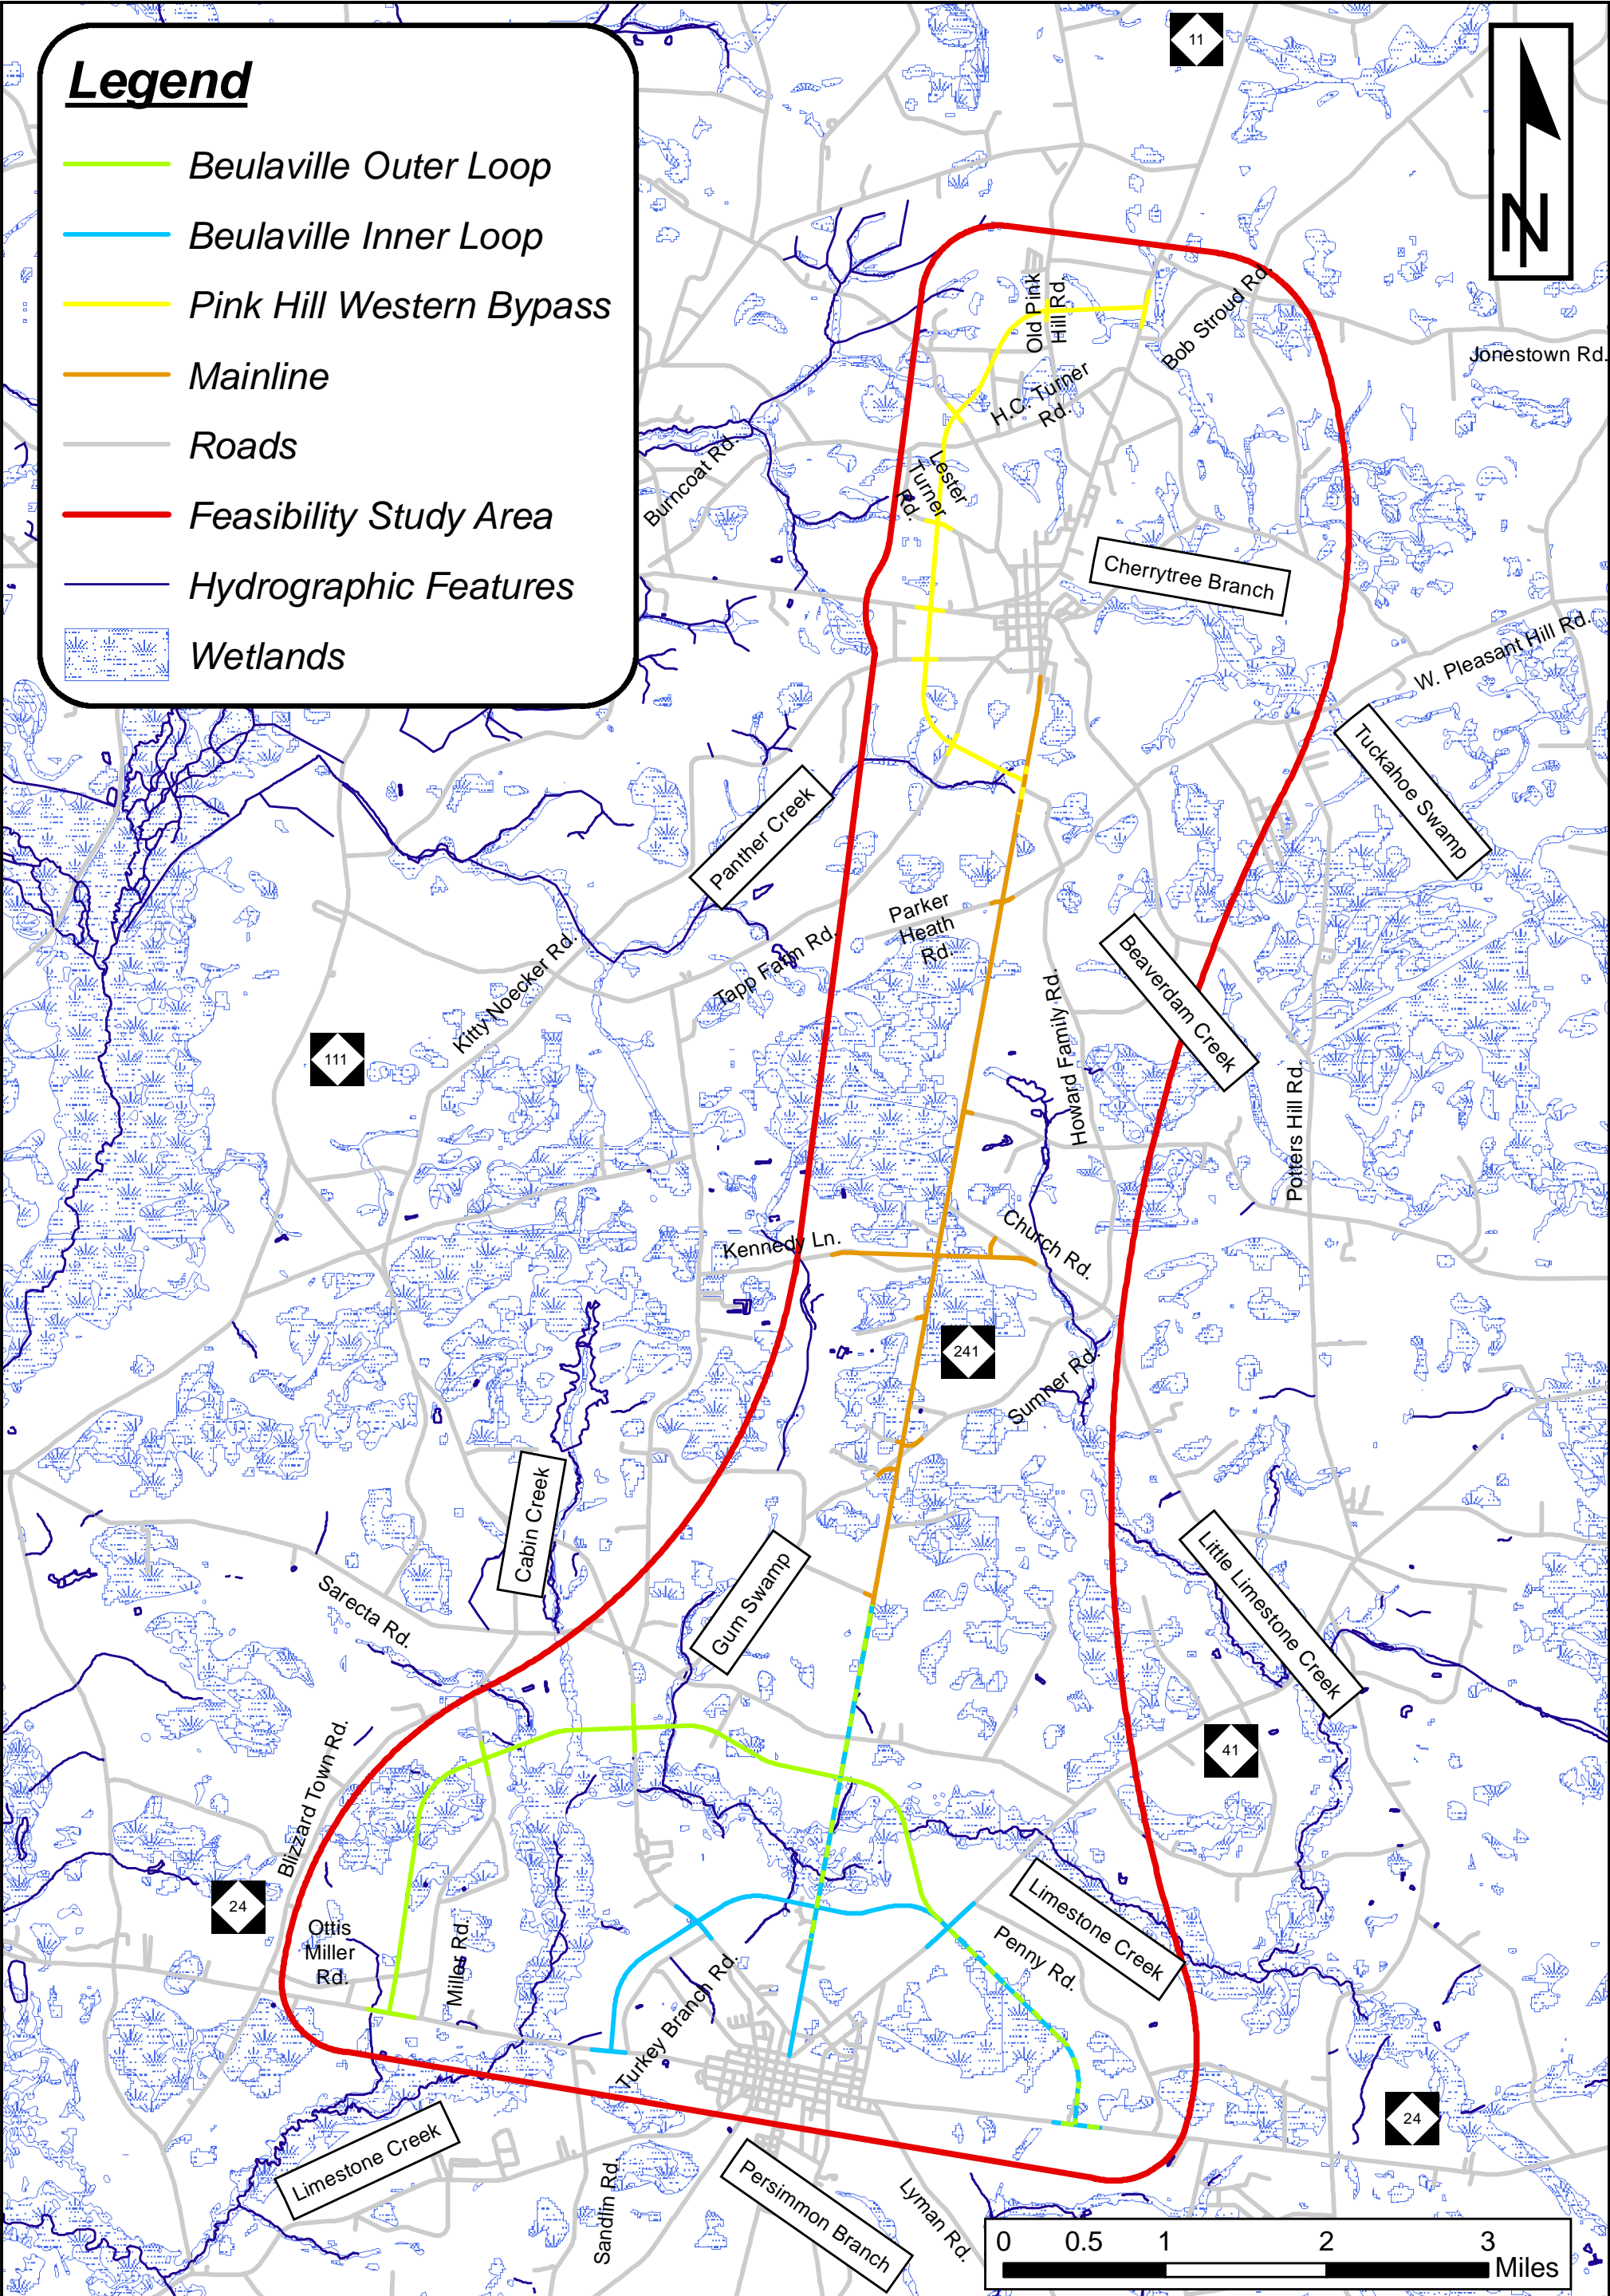 Legend
Beulaville Outer Loop
Beulaville Inner Loop
Pink Hill Western Bypass
Mainline
Roads
Feasibility Study Area
Hydrographic Features
Wetlands
11
N
Old Pink
Hill Rd.
Bob Stroud Rd.
Jonestown Rd.
H.C. Turner
Rd.
Burncoat Rd.
Lester
Turner
Rd.
Cherrytree Branch
W. Pleasant Hill Rd.
Tuckahoe Swamp
Panther Creek
Parker
Heath
Rd.
Tapp Farm Rd.
Kitty Noecker Rd.
Beaverdam Creek
111
Howard Family Rd.
Potters Hill Rd.
Kennedy Ln.
Church Rd.
241
Sumner Rd.
Cabin Creek
Gum Swamp
Sarecta Rd.
Little Limestone Creek
Blizzard Town Rd.
41
24
Ottis
Miller
Rd.
Miller Rd.
Limestone Creek
Penny Rd.
Turkey Branch Rd.
24
Limestone Creek
Sandlin Rd.
Persimmon Branch
Lyman Rd.
0 0.5 1 2 3
Miles